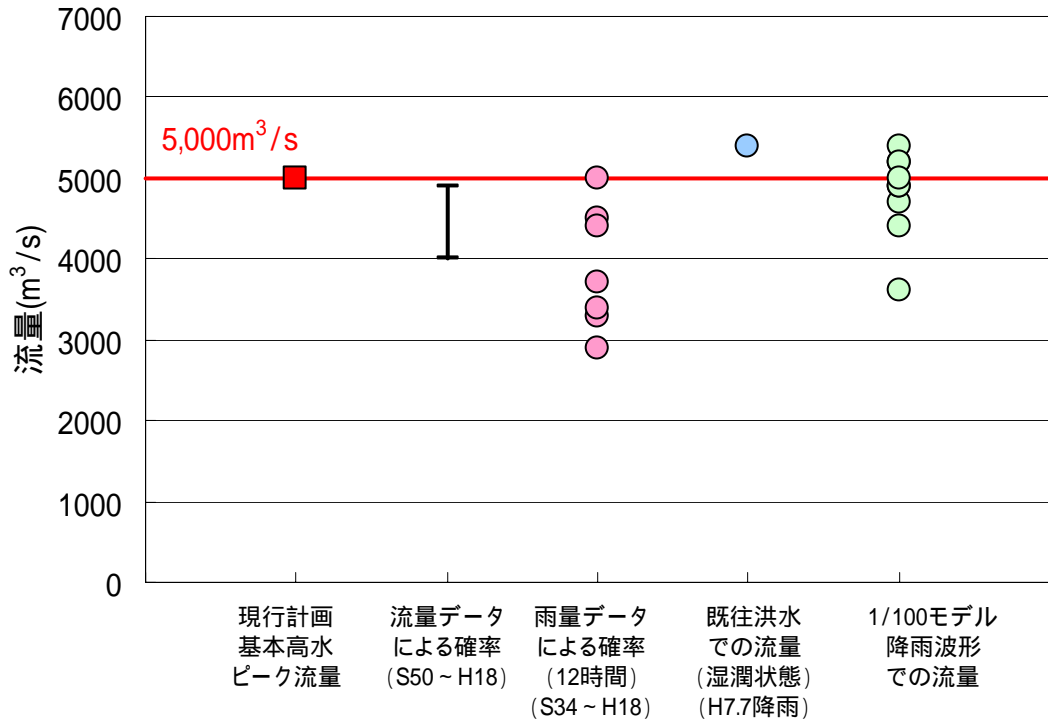 7000
6000
5,000m³/s
5000
4000
3000
2000
1000
0
流量(m³/s)
現行計画
基本高水
ピーク流量
流量データ
による確率
(S50～H18)
雨量データ
による確率
(12時間)
(S34～H18)
既往洪水
での流量
(湿潤状態)
(H7.7降雨)
1/100モデル
降雨波形
での流量